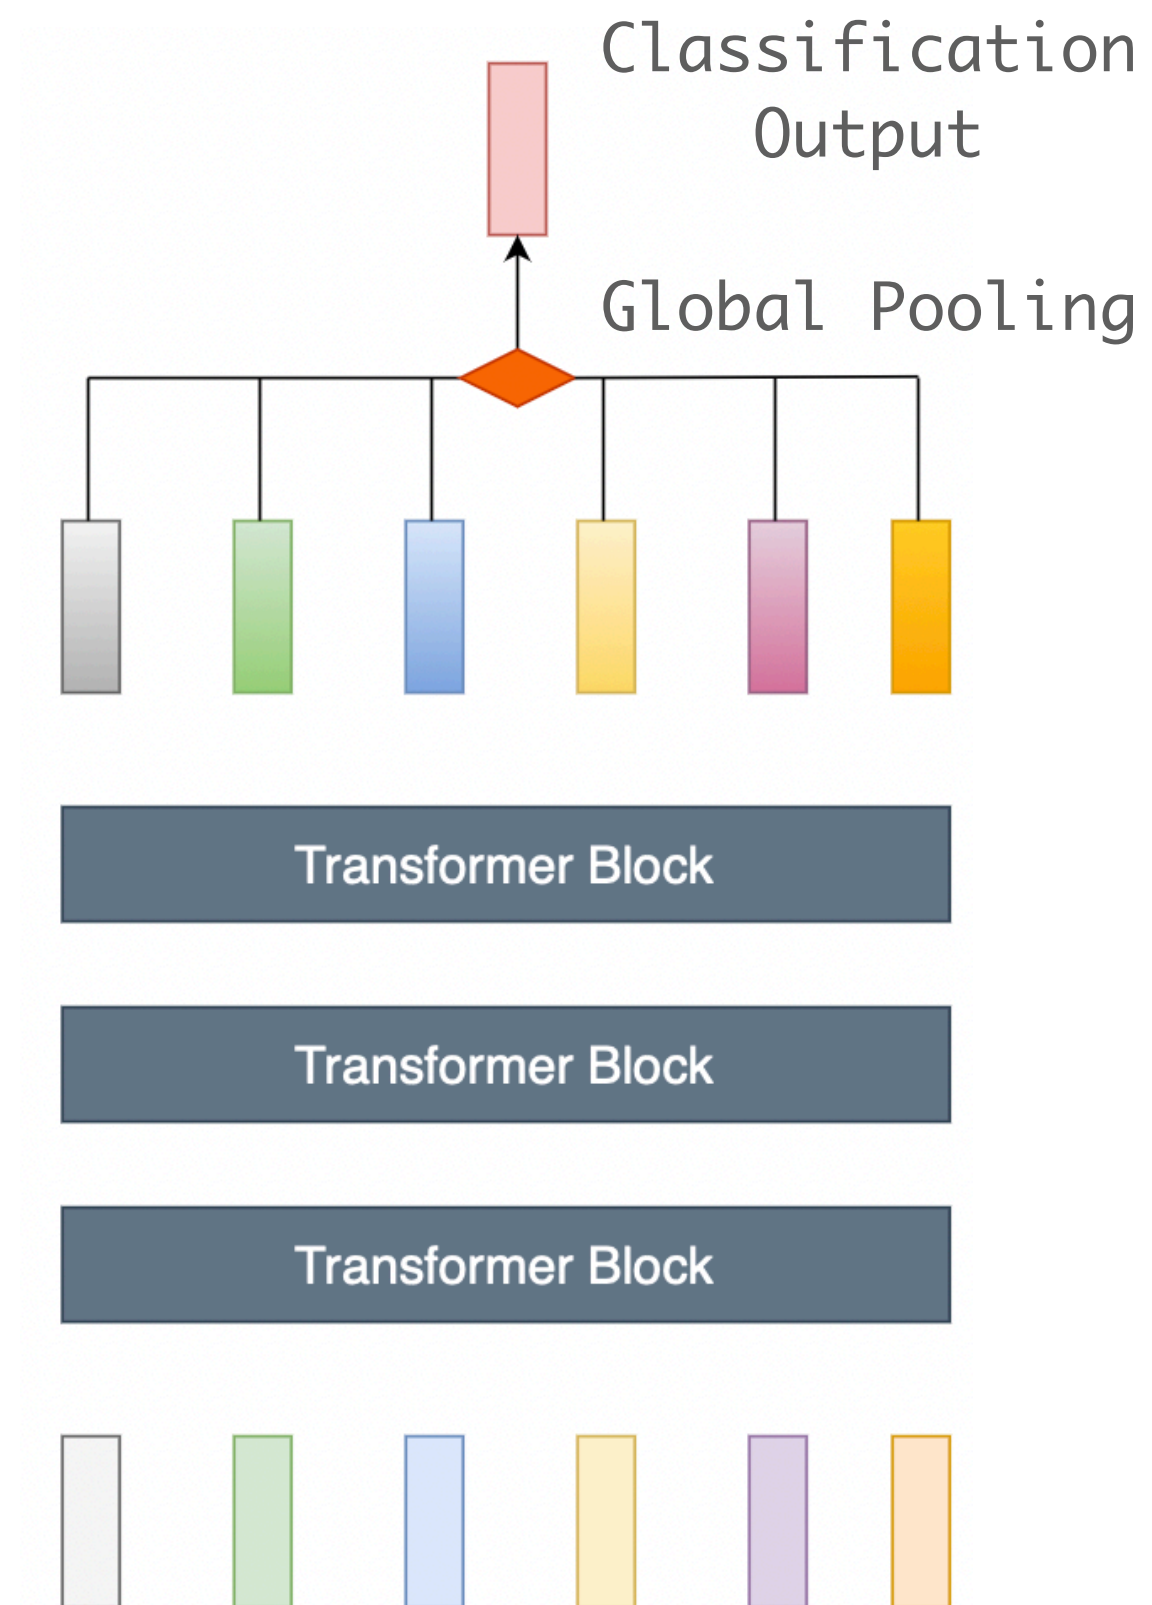 Classification
Output
Global Pooling
Transformer Block
Transformer Block
Transformer Block